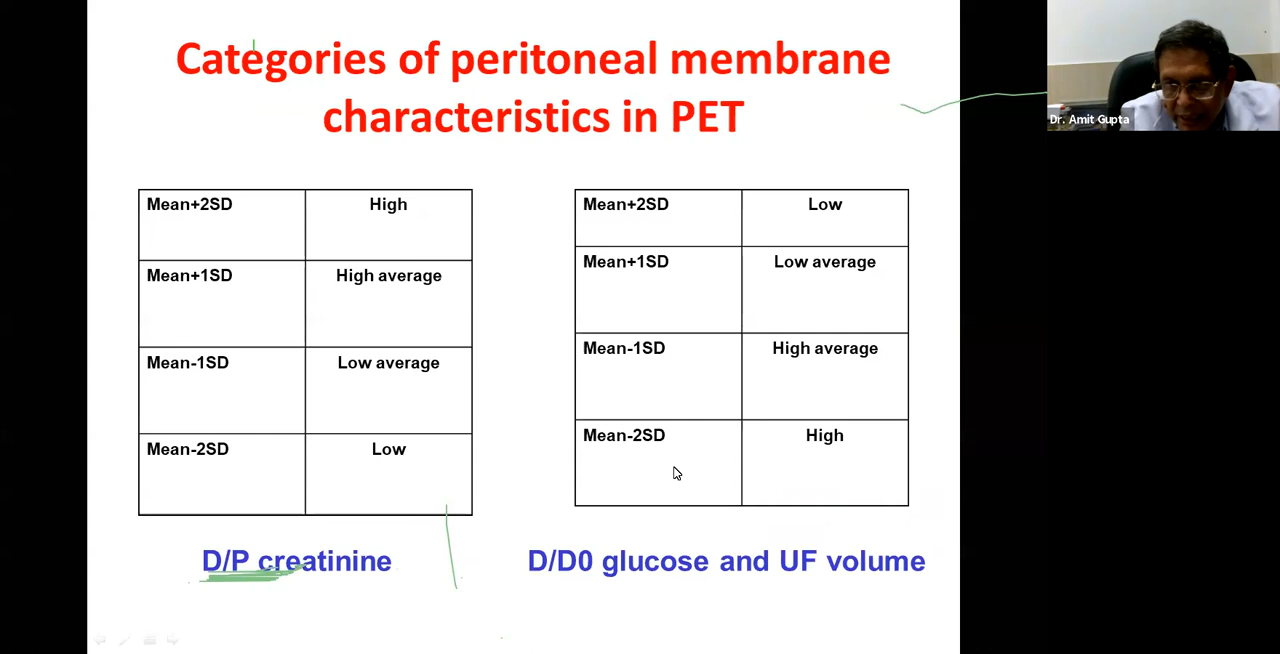 Categories of peritoneal membrane
characteristics in PET
Dr. Amit Gupta
Mean+2SD High
Mean+1SD High average
Mean-1SD Low average
Mean-2SD Low
D/P creatinine
Mean+2SD Low
Mean+1SD Low average
Mean-1SD High average
Mean-2SD High
D/D0 glucose and UF volume